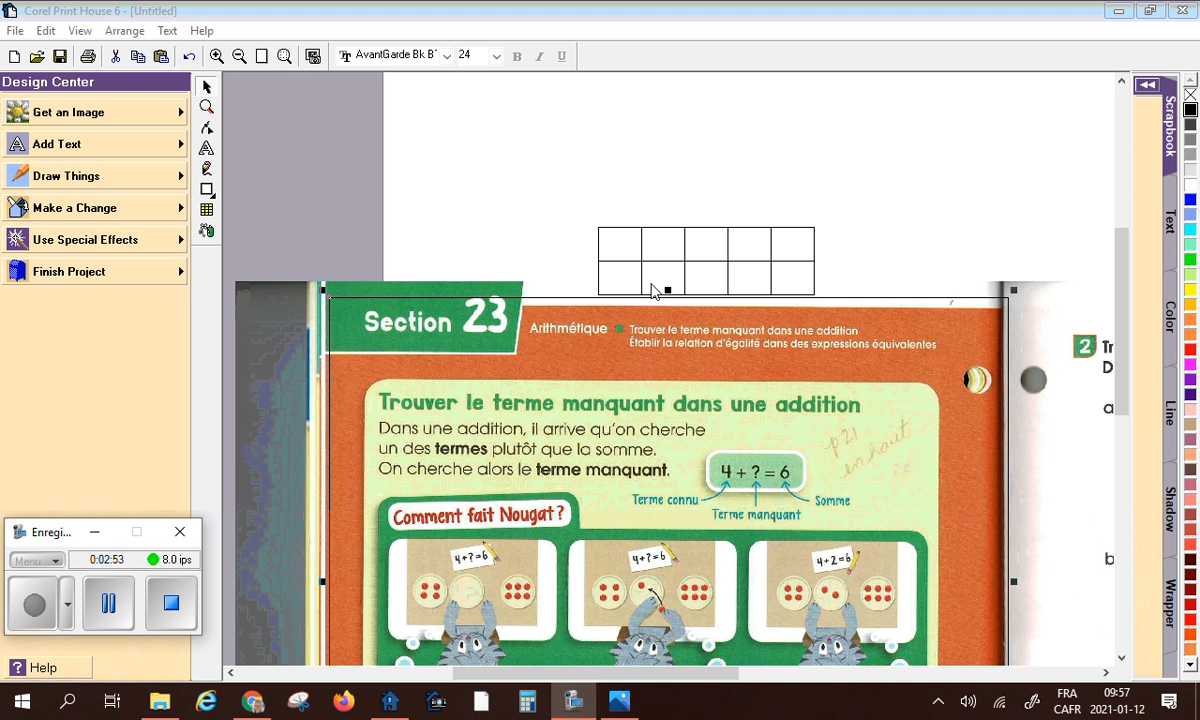 Corel Print House 6 - [Untitled]
File Edit View Arrange Text Help
AvantGarde Bk BT 24 B I U
Design Center
Get an Image
Add Text
Draw Things
Make a Change
Use Special Effects
Finish Project
Help
Scrapbook
Text
Color
Line
Shadow
Wrapper
Section 23
Arithmétique Trouver le terme manquant dans une addition
Établir la relation d'égalité dans des expressions équivalentes
Trouver le terme manquant dans une addition
Dans une addition, il arrive qu'on cherche
un des termes plutôt que la somme.
On cherche alors le terme manquant.
p 21
en haut
4 + ? = 6
Terme connu
Terme manquant
Somme
Comment fait Nougat?
4+?=6
4+?=6
4+2=6
2 Tr
D
a
b
Enregi...
Menu
0:02:53
8.0 ips
FRA
CAFR
09:57
2021-01-12